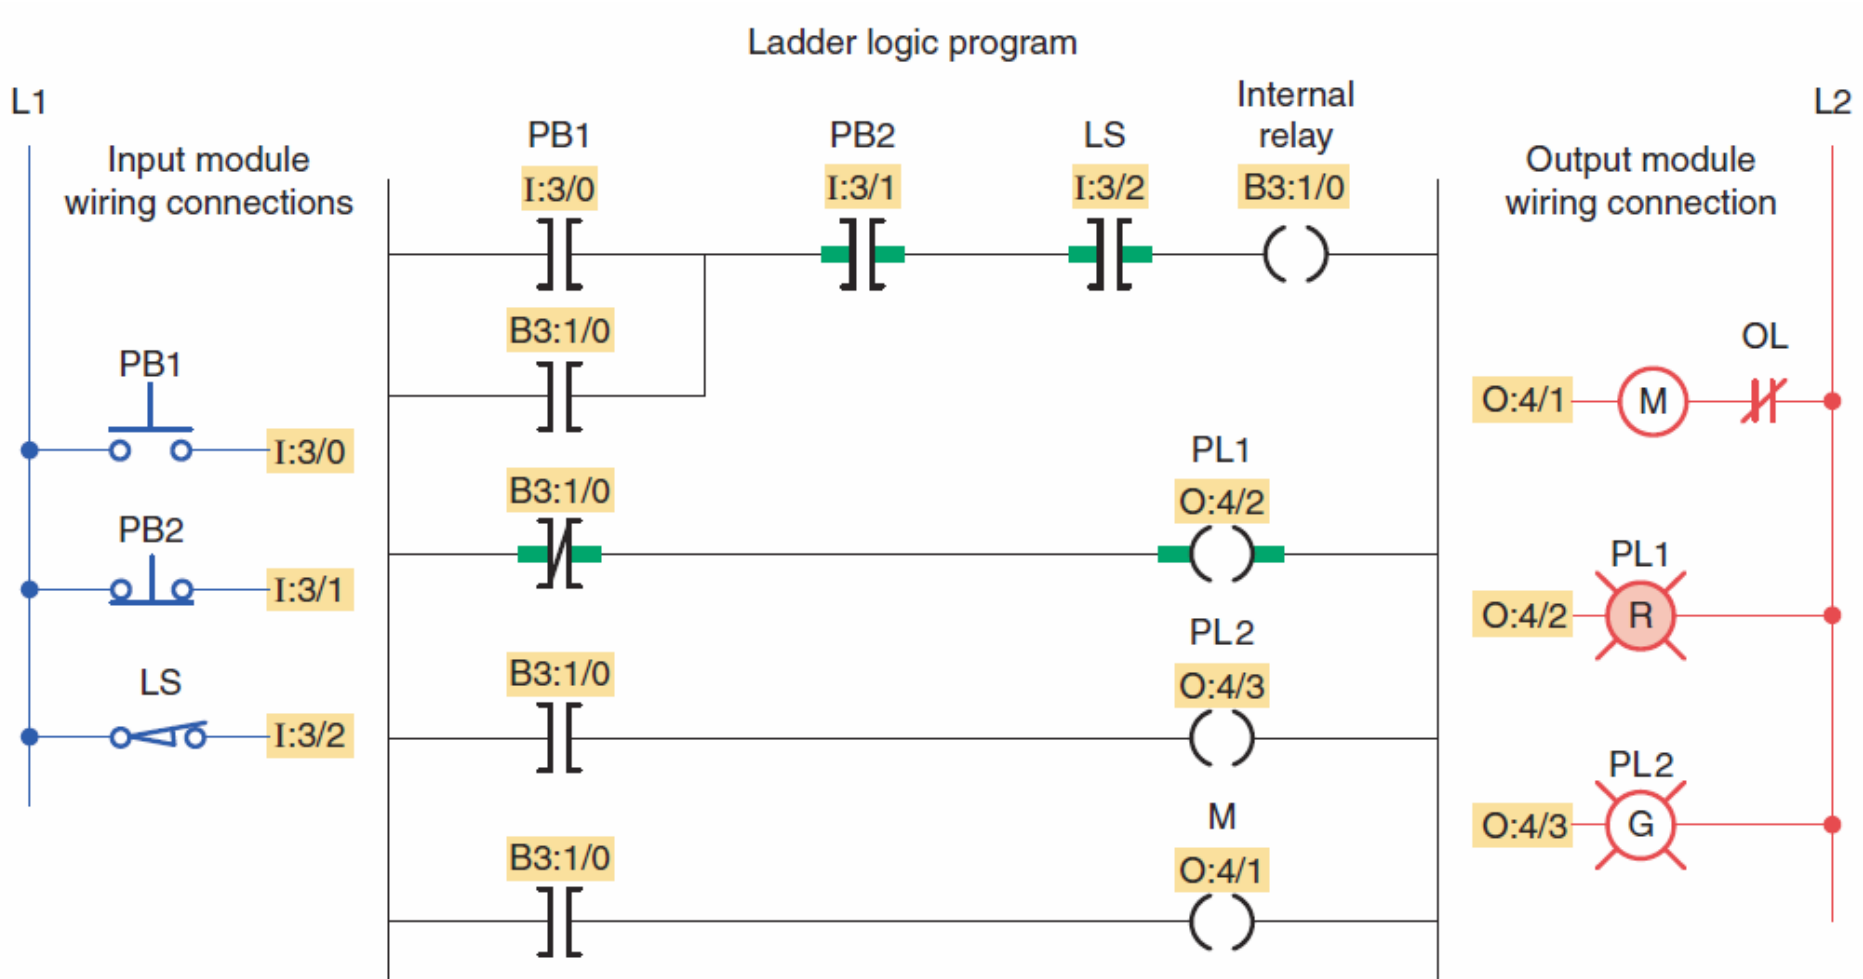 Ladder logic program
L1
Input module
wiring connections
PB1
I:3/0
PB2
I:3/1
LS
I:3/2
PB1
I:3/0
PB2
I:3/1
LS
I:3/2
Internal
relay
B3:1/0
B3:1/0
B3:1/0
PL1
O:4/2
B3:1/0
PL2
O:4/3
B3:1/0
M
O:4/1
L2
Output module
wiring connection
OL
O:4/1
M
PL1
O:4/2
R
PL2
O:4/3
G